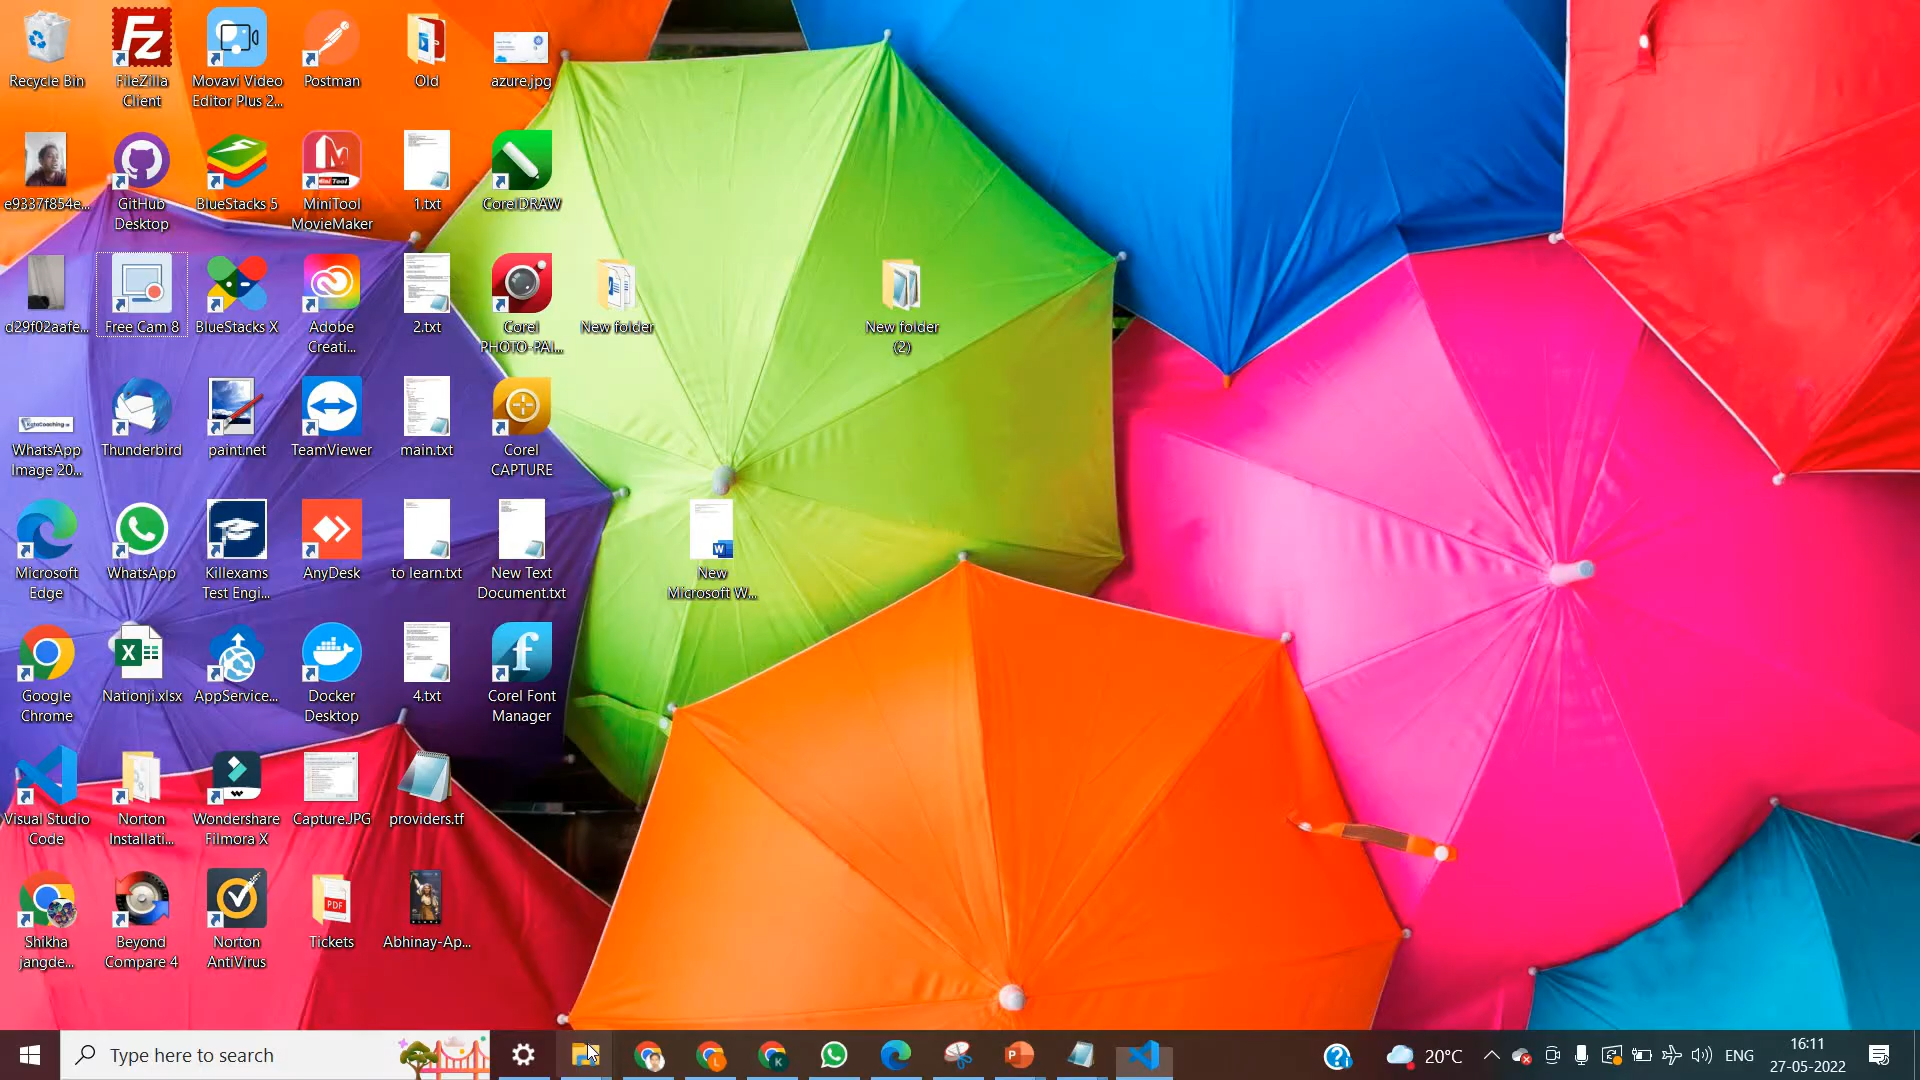 Recycle Bin
FileZilla
Client
Movavi Video
Editor Plus 2...
Postman
Old
azure.jpg
e9337f854e...
GitHub
Desktop
BlueStacks 5
MiniTool
MovieMaker
1.txt
CorelDRAW
d29f02aafe...
Free Cam 8
BlueStacks X
Adobe
Creati...
2.txt
Corel
PHOTO-PAI...
New folder
New folder
(2)
WhatsApp
Image 20...
Thunderbird
paint.net
TeamViewer
main.txt
Corel
CAPTURE
Microsoft
Edge
WhatsApp
Killexams
Test Engi...
AnyDesk
to learn.txt
New Text
Document.txt
New
Microsoft W...
Google
Chrome
Nationji.xlsx
AppService...
Docker
Desktop
4.txt
Corel Font
Manager
Visual Studio
Code
Norton
Installati...
Wondershare
Filmora X
Capture.JPG
providers.tf
Shikha
jangde...
Beyond
Compare 4
Norton
AntiVirus
PDF
Tickets
Abhinay-Ap...
Type here to search
20°C
ENG
16:11
27-05-2022